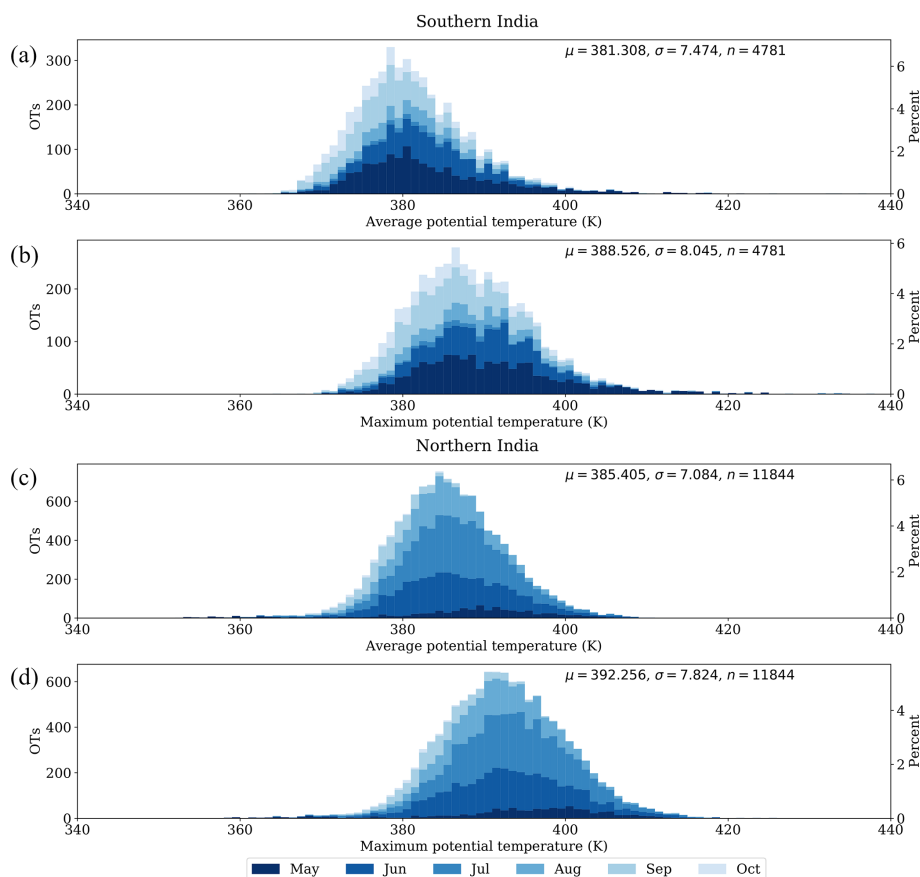 Southern India
(a)
μ = 381.308, σ = 7.474, n = 4781
300
200
100
0
OTs
6
4
2
0
Percent
340 360 380 400 420 440
Average potential temperature (K)
(b)
μ = 388.526, σ = 8.045, n = 4781
200
100
0
OTs
6
4
2
0
Percent
340 360 380 400 420 440
Maximum potential temperature (K)
Northern India
(c)
μ = 385.405, σ = 7.084, n = 11844
600
400
200
0
OTs
6
4
2
0
Percent
340 360 380 400 420 440
Average potential temperature (K)
(d)
μ = 392.256, σ = 7.824, n = 11844
600
400
200
0
OTs
4
2
0
Percent
340 360 380 400 420 440
Maximum potential temperature (K)
May Jun Jul Aug Sep Oct